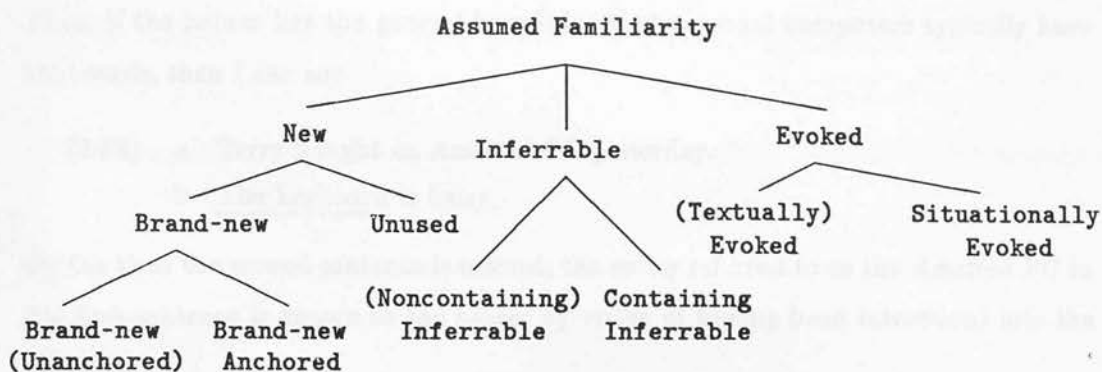 Assumed Familiarity
New
Inferrable
Evoked
Brand-new
Unused
(Textually)
Evoked
Situationally
Evoked
Brand-new
(Unanchored)
Brand-new
Anchored
(Noncontaining)
Inferrable
Containing
Inferrable